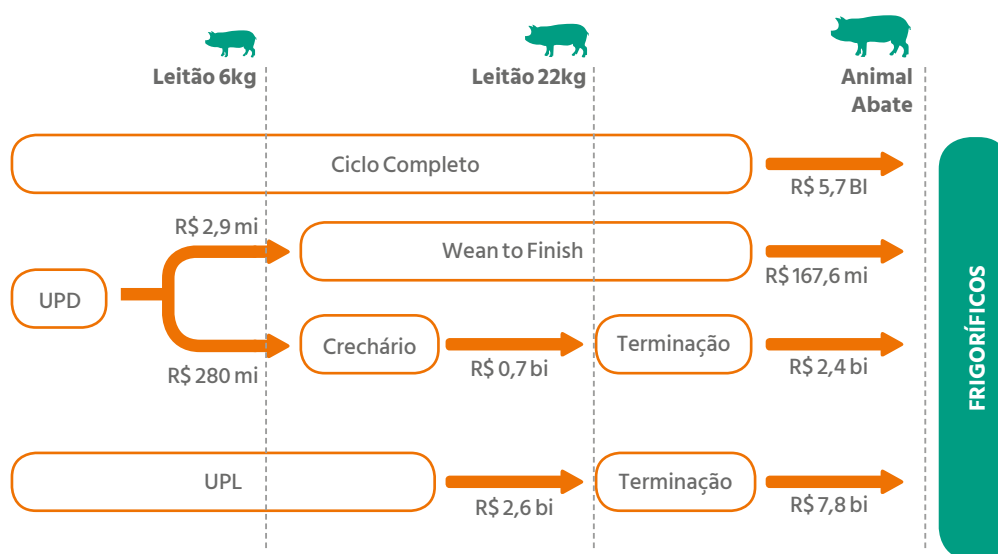 Leitão 6kg
Leitão 22kg
Animal
Abate
Ciclo Completo
R$ 5,7 BI
R$ 2,9 mi
Wean to Finish
R$ 167,6 mi
UPD
Crechário
R$ 0,7 bi
Terminação
R$ 2,4 bi
R$ 280 mi
UPL
R$ 2,6 bi
Terminação
R$ 7,8 bi
FRIGORÍFICOS